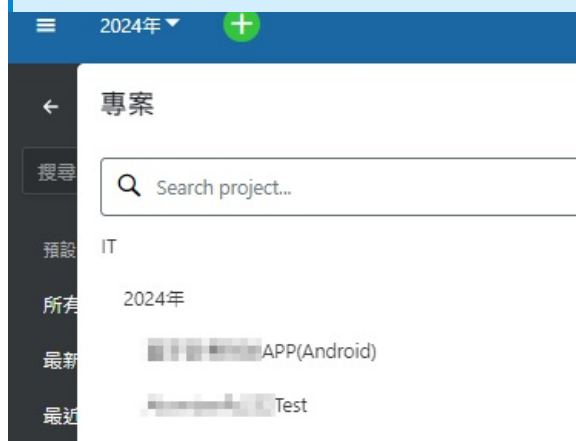 2024年
專案
搜尋
Search project...
預設
IT
所有
2024年
最新
APP(Android)
最近
Test